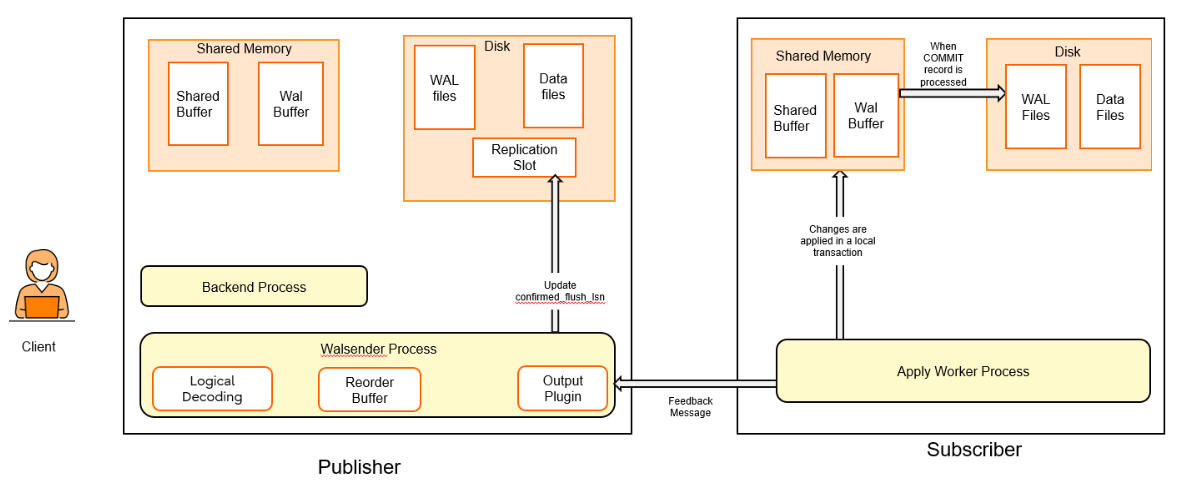 Shared Memory
Shared
Buffer
Wal
Buffer
Disk
WAL
files
Data
files
Replication
Slot
Update
confirmed_flush_lsn
Backend Process
Walsender Process
Logical
Decoding
Reorder
Buffer
Output
Plugin
Client
Publisher
Feedback
Message
Shared Memory
Shared
Buffer
Wal
Buffer
When
COMMIT
record is
processed
Disk
WAL
Files
Data
Files
Changes are
applied in a local
transaction
Apply Worker Process
Subscriber